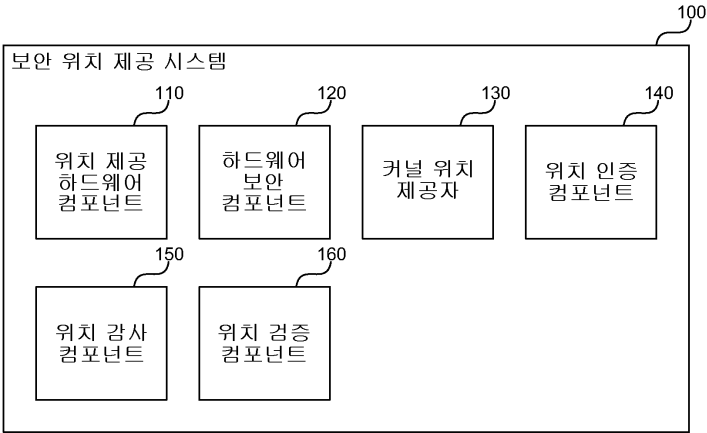 100
보안 위치 제공 시스템
110
120
130
140
위치 제공
하드웨어
컴포넌트
하드웨어
보안
컴포넌트
커널 위치
제공자
위치 인증
컴포넌트
150
160
위치 감사
컴포넌트
위치 검증
컴포넌트